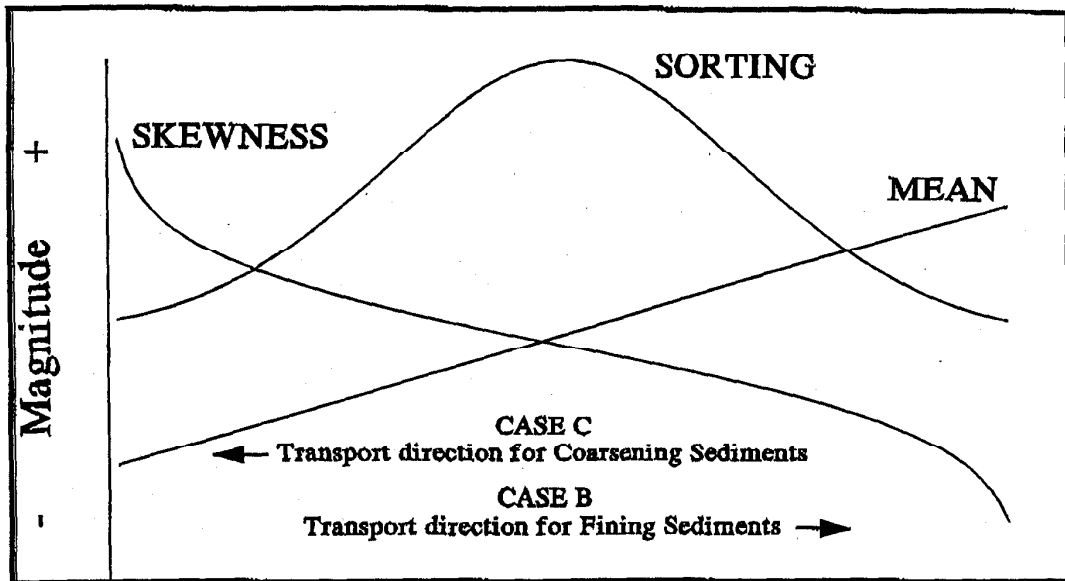 SORTING
SKEWNESS
MEAN
Magnitude
+
-
CASE C
← Transport direction for Coarsening Sediments
CASE B
Transport direction for Fining Sediments →